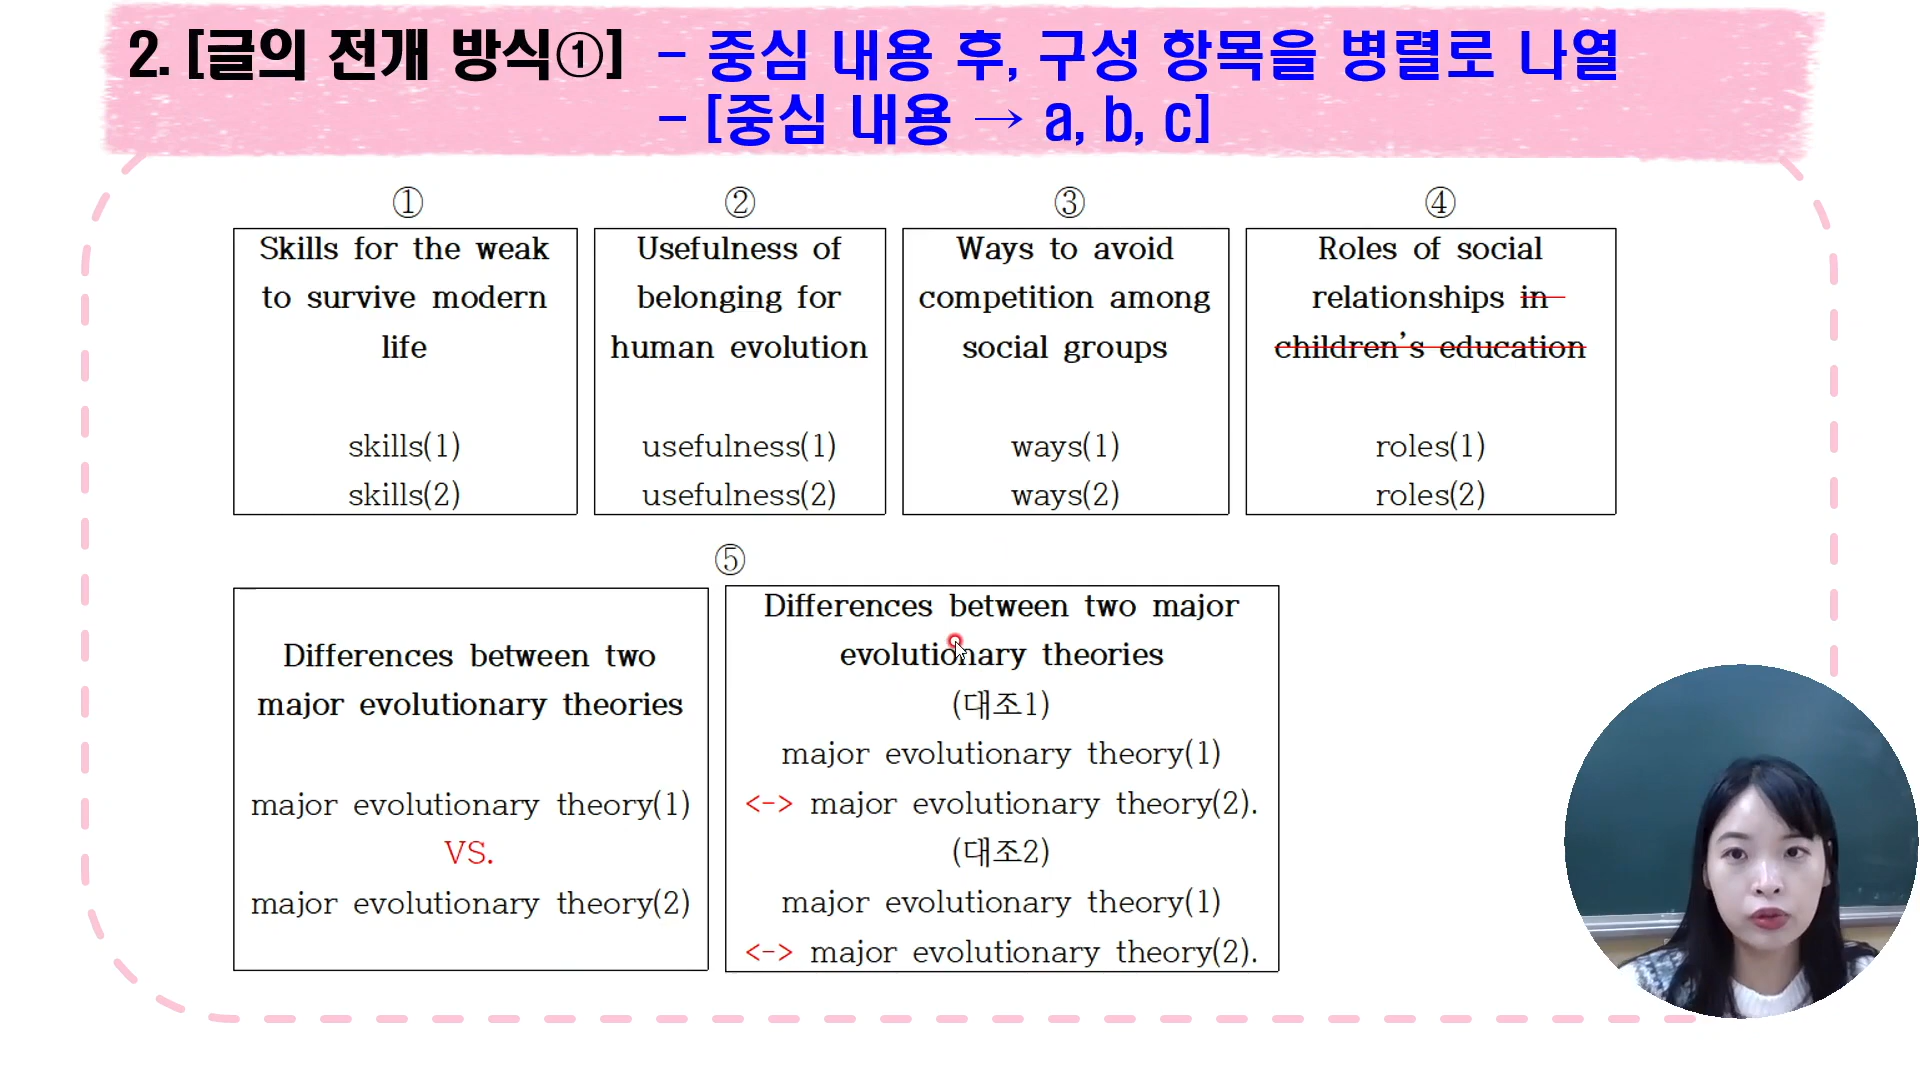 2. [글의 전개 방식①] - 중심 내용 후, 구성 항목을 병렬로 나열
- [중심 내용 → a, b, c]
①
Skills for the weak
to survive modern
life
skills(1)
skills(2)
②
Usefulness of
belonging for
human evolution
usefulness(1)
usefulness(2)
③
Ways to avoid
competition among
social groups
ways(1)
ways(2)
④
Roles of social
relationships in
children's education
roles(1)
roles(2)
⑤
Differences between two
major evolutionary theories
major evolutionary theory(1)
VS.
major evolutionary theory(2)
Differences between two major
evolutionary theories
(대조1)
major evolutionary theory(1)
<-> major evolutionary theory(2).
(대조2)
major evolutionary theory(1)
<-> major evolutionary theory(2).